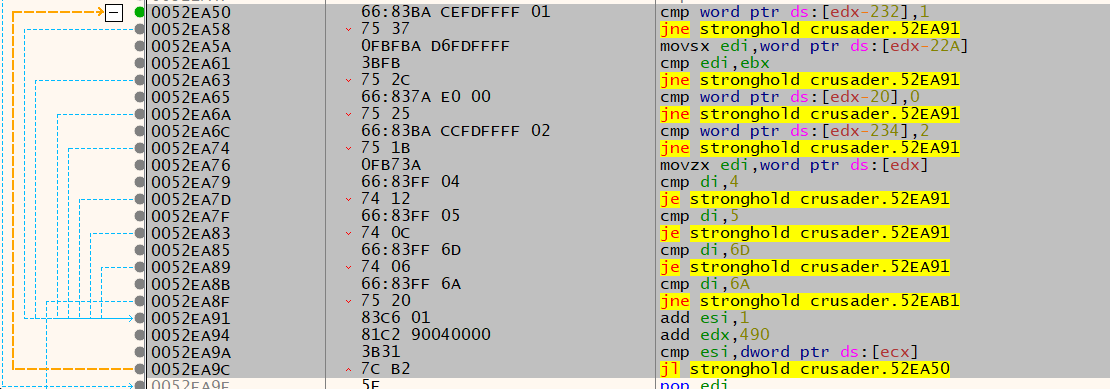 0052EA50 66:83BA CEFDFFFF 01 cmp word ptr ds:[edx-232],1
0052EA58 75 37 jne stronghold crusader.52EA91
0052EA5A 0FBFBA D6FDFFFF movsx edi,word ptr ds:[edx-22A]
0052EA61 3BFB cmp edi,ebx
0052EA63 75 2C jne stronghold crusader.52EA91
0052EA65 66:837A E0 00 cmp word ptr ds:[edx-20],0
0052EA6A 75 25 jne stronghold crusader.52EA91
0052EA6C 66:83BA CCFDFFFF 02 cmp word ptr ds:[edx-234],2
0052EA74 75 1B jne stronghold crusader.52EA91
0052EA76 0FB73A movzx edi,word ptr ds:[edx]
0052EA79 66:83FF 04 cmp di,4
0052EA7D 74 12 je stronghold crusader.52EA91
0052EA7F 66:83FF 05 cmp di,5
0052EA83 74 0C je stronghold crusader.52EA91
0052EA85 66:83FF 6D cmp di,6D
0052EA89 74 06 je stronghold crusader.52EA91
0052EA8B 66:83FF 6A cmp di,6A
0052EA8F 75 20 jne stronghold crusader.52EAB1
0052EA91 83C6 01 add esi,1
0052EA94 81C2 90040000 add edx,490
0052EA9A 3B31 cmp esi,dword ptr ds:[ecx]
0052EA9C 7C B2 jl stronghold crusader.52EA50
0052EA9E 5F pop edi